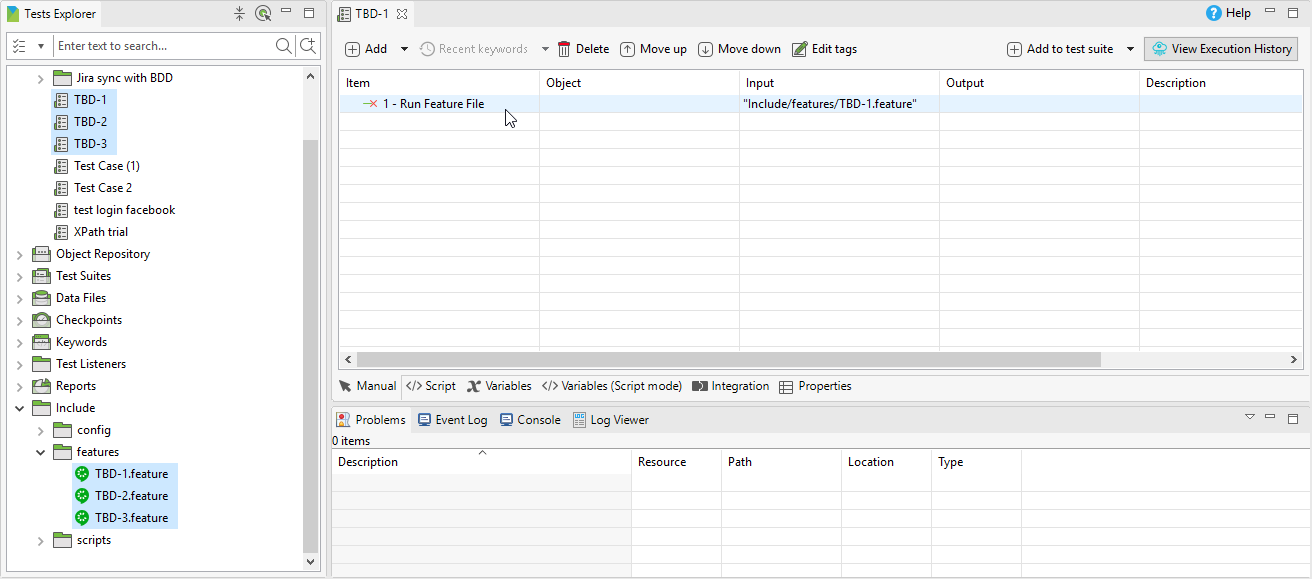 Tests Explorer
Enter text to search...
Jira sync with BDD
TBD-1
TBD-2
TBD-3
Test Case (1)
Test Case 2
test login facebook
XPath trial
Object Repository
Test Suites
Data Files
Checkpoints
Keywords
Test Listeners
Reports
Include
config
features
TBD-1.feature
TBD-2.feature
TBD-3.feature
scripts
TBD-1
Help
Add Recent keywords Delete Move up Move down Edit tags Add to test suite View Execution History
Item Object Input Output Description
1 - Run Feature File "Include/features/TBD-1.feature"
Manual </> Script Variables </> Variables (Script mode) Integration Properties
Problems Event Log Console Log Viewer
0 items
Description Resource Path Location Type